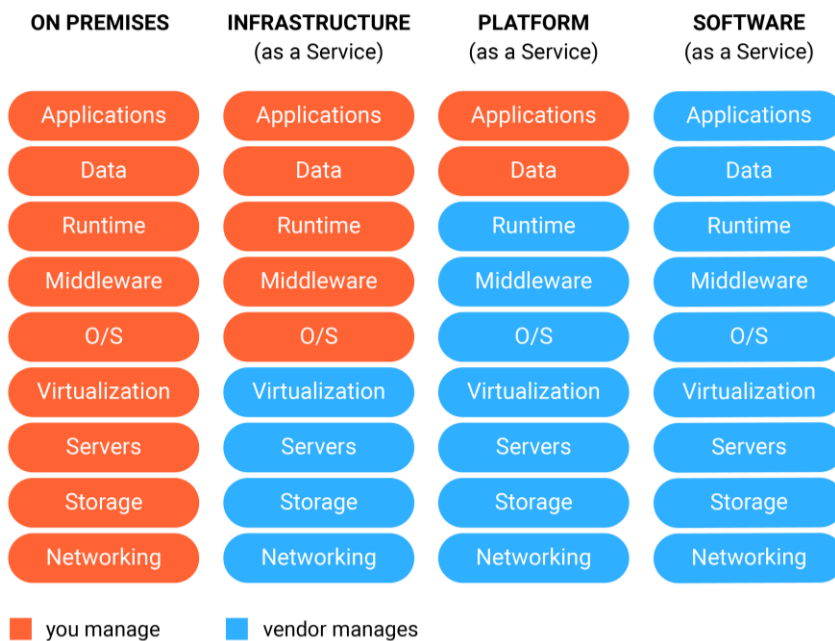 ON PREMISES INFRASTRUCTURE PLATFORM SOFTWARE
(as a Service) (as a Service) (as a Service)
Applications Applications Applications Applications
Data Data Data Data
Runtime Runtime Runtime Runtime
Middleware Middleware Middleware Middleware
O/S O/S O/S O/S
Virtualization Virtualization Virtualization Virtualization
Servers Servers Servers Servers
Storage Storage Storage Storage
Networking Networking Networking Networking
you manage vendor manages